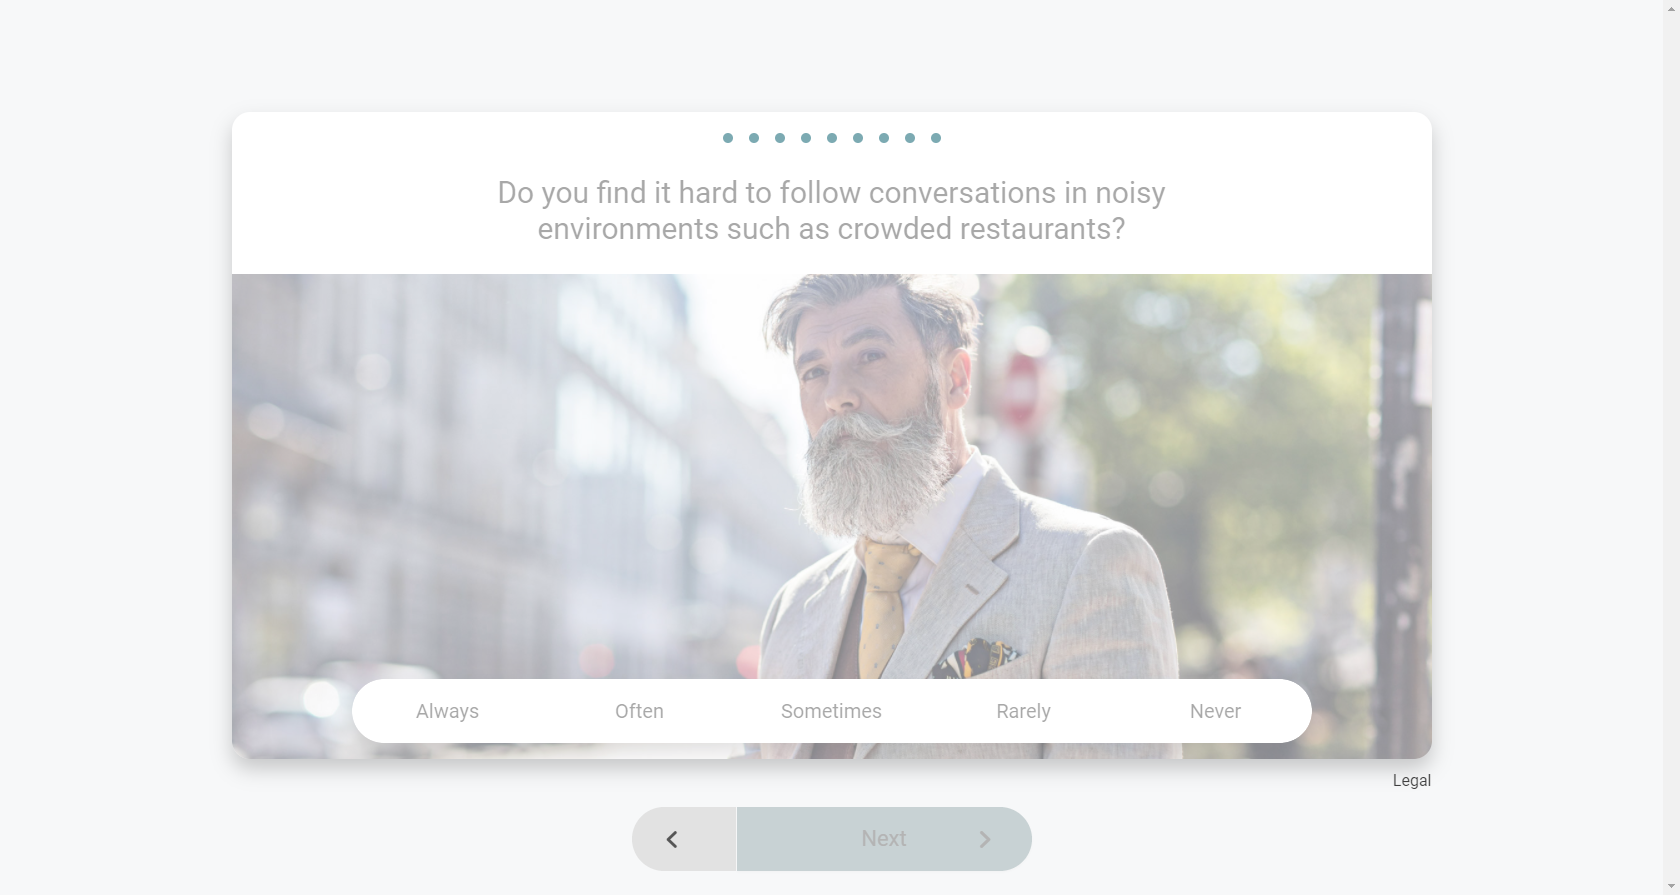 Do you find it hard to follow conversations in noisy
environments such as crowded restaurants?
Always
Often
Sometimes
Rarely
Never
Legal
Next